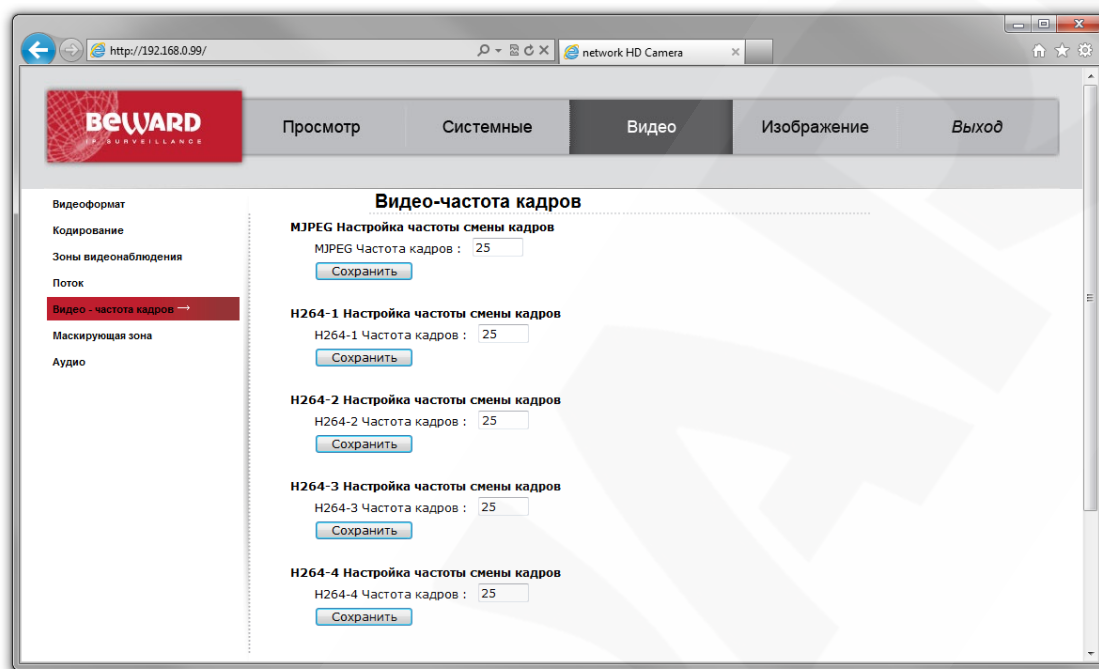 http://192.168.0.99/
network HD Camera
BEWARD
IP SURVEILLANCE
Просмотр
Системные
Видео
Изображение
Выход
Видеоформат
Кодирование
Зоны видеонаблюдения
Поток
Видео - частота кадров →
Маскирующая зона
Аудио
Видео-частота кадров
MJPEG Настройка частоты смены кадров
MJPEG Частота кадров : 25
Сохранить
H264-1 Настройка частоты смены кадров
H264-1 Частота кадров : 25
Сохранить
H264-2 Настройка частоты смены кадров
H264-2 Частота кадров : 25
Сохранить
H264-3 Настройка частоты смены кадров
H264-3 Частота кадров : 25
Сохранить
H264-4 Настройка частоты смены кадров
H264-4 Частота кадров : 25
Сохранить